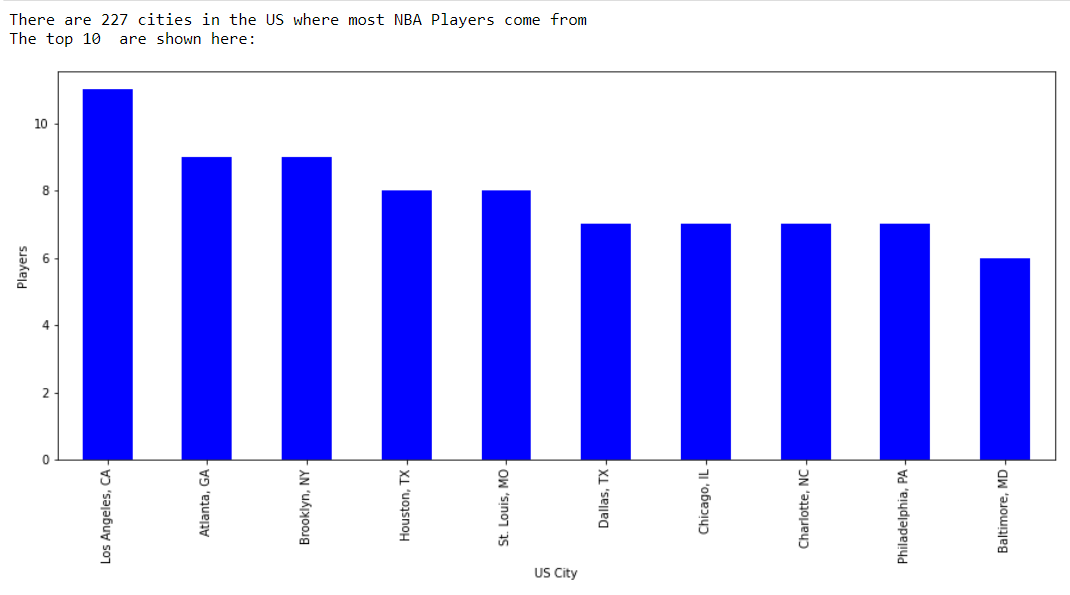 There are 227 cities in the US where most NBA Players come from
The top 10  are shown here:
10
8
6
4
2
0
Players
Los Angeles, CA
Atlanta, GA
Brooklyn, NY
Houston, TX
St. Louis, MO
Dallas, TX
Chicago, IL
Charlotte, NC
Philadelphia, PA
Baltimore, MD
US City